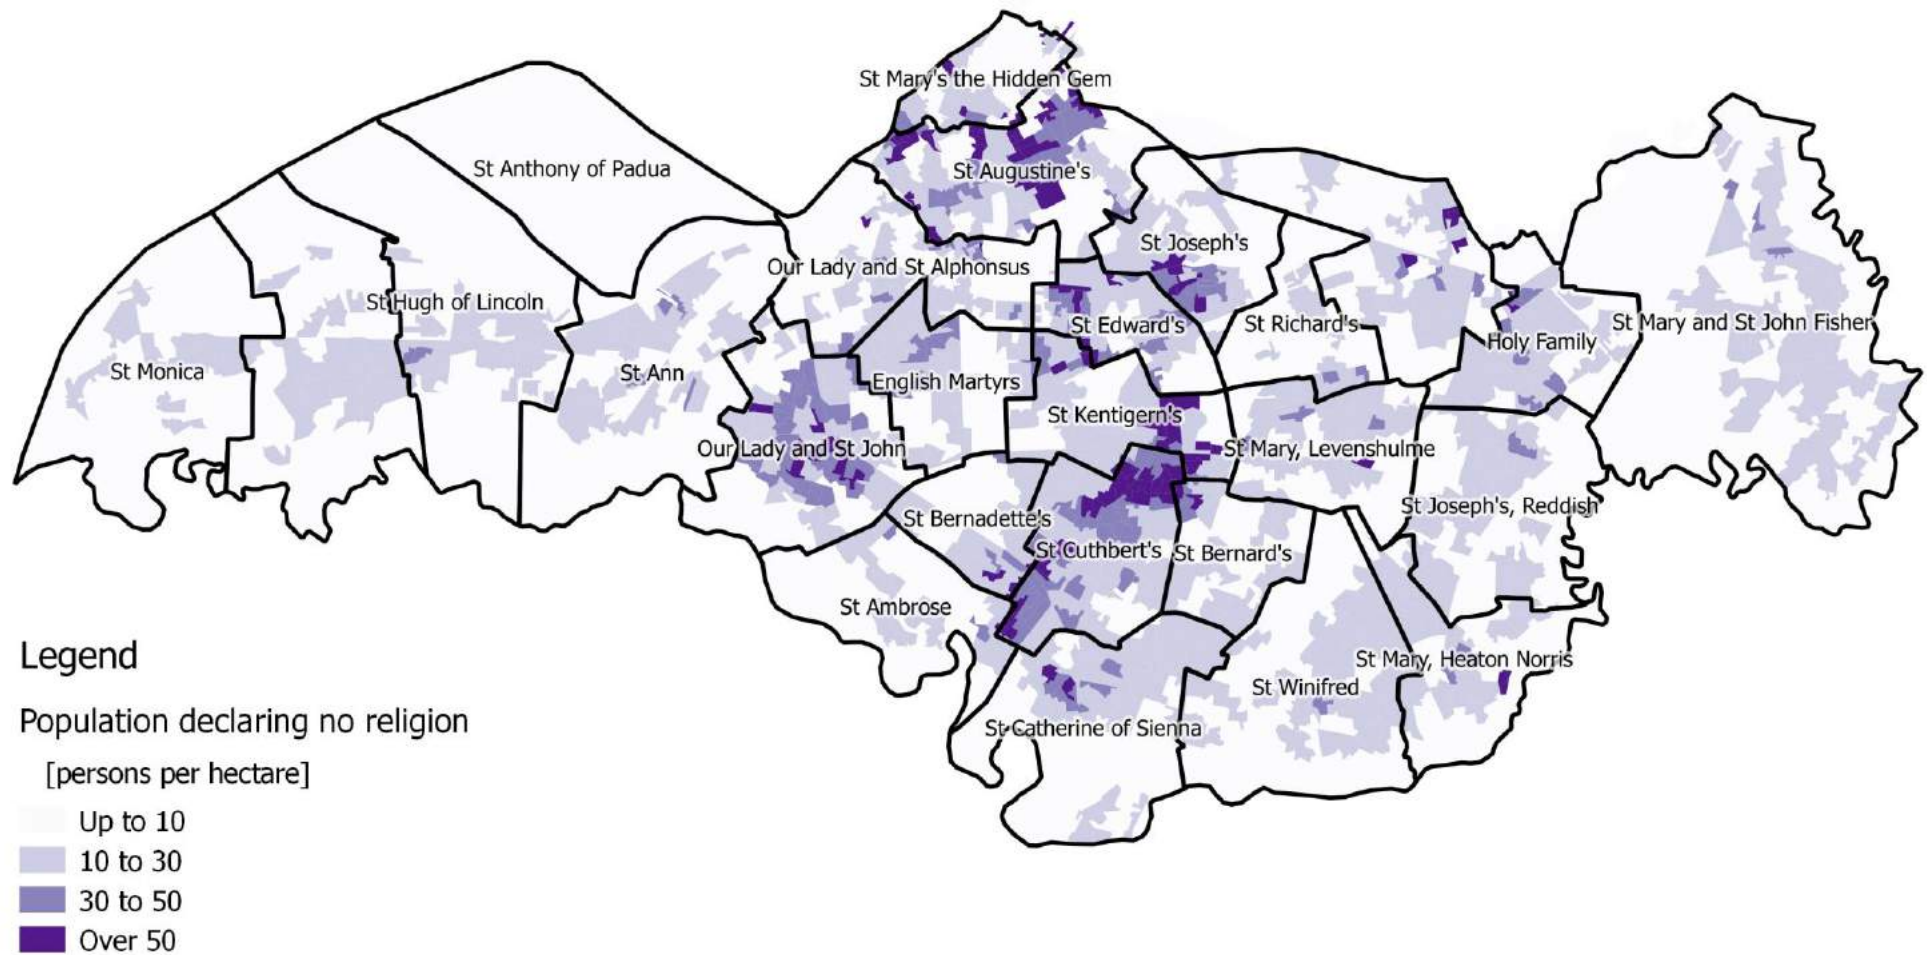 St Mary's the Hidden Gem
St Anthony of Padua
St Augustine's
St Joseph's
Our Lady and St Alphonsus
St Hugh of Lincoln
St Edward's
St Richard's
St Mary and St John Fisher
Holy Family
St Monica
St Ann
English Martyrs
St Kentigern's
Our Lady and St John
St Mary, Levenshulme
St Joseph's, Reddish
St Bernadette's
St Cuthbert's
St Bernard's
St Ambrose
St Mary, Heaton Norris
St Winifred
St Catherine of Sienna
Legend
Population declaring no religion
[persons per hectare]
Up to 10
10 to 30
30 to 50
Over 50